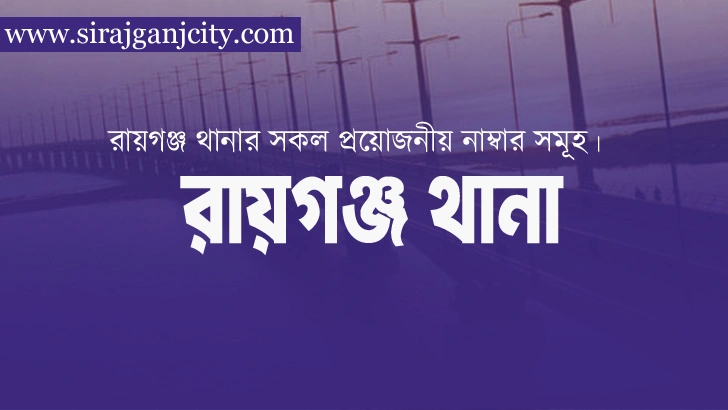 www.sirajganjcity.com
রায়গঞ্জ থানার সকল প্রয়োজনীয় নাম্বার সমূহ।
রায়গঞ্জ থানা